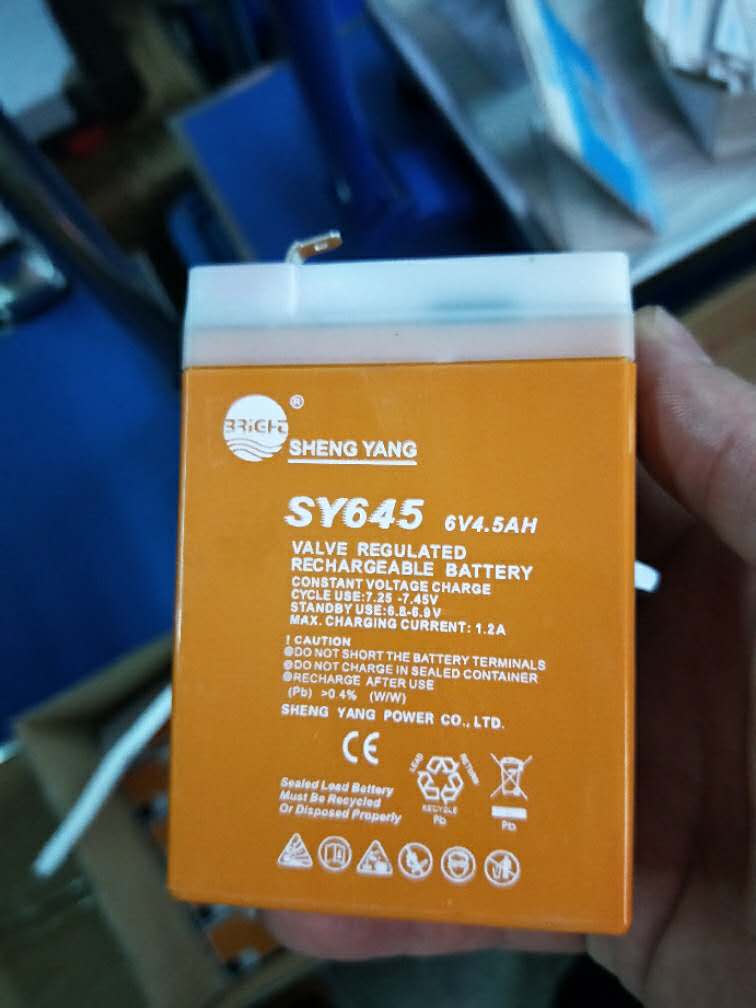 BRIGHT ®
SHENG YANG
SY645 6V4.5AH
VALVE REGULATED
RECHARGEABLE BATTERY
CONSTANT VOLTAGE CHARGE
CYCLE USE:7.25 -7.45V
STANDBY USE:6.8-6.9V
MAX. CHARGING CURRENT: 1.2A
! CAUTION
●DO NOT SHORT THE BATTERY TERMINALS
●DO NOT CHARGE IN SEALED CONTAINER
●RECHARGE AFTER USE
(Pb) >0.4% (W/W)
SHENG YANG POWER CO., LTD.
CE
Sealed Lead Battery
Must Be Recycled
Or Disposed Properly
LEAD RETURN
RECYCLE
Pb
Pb